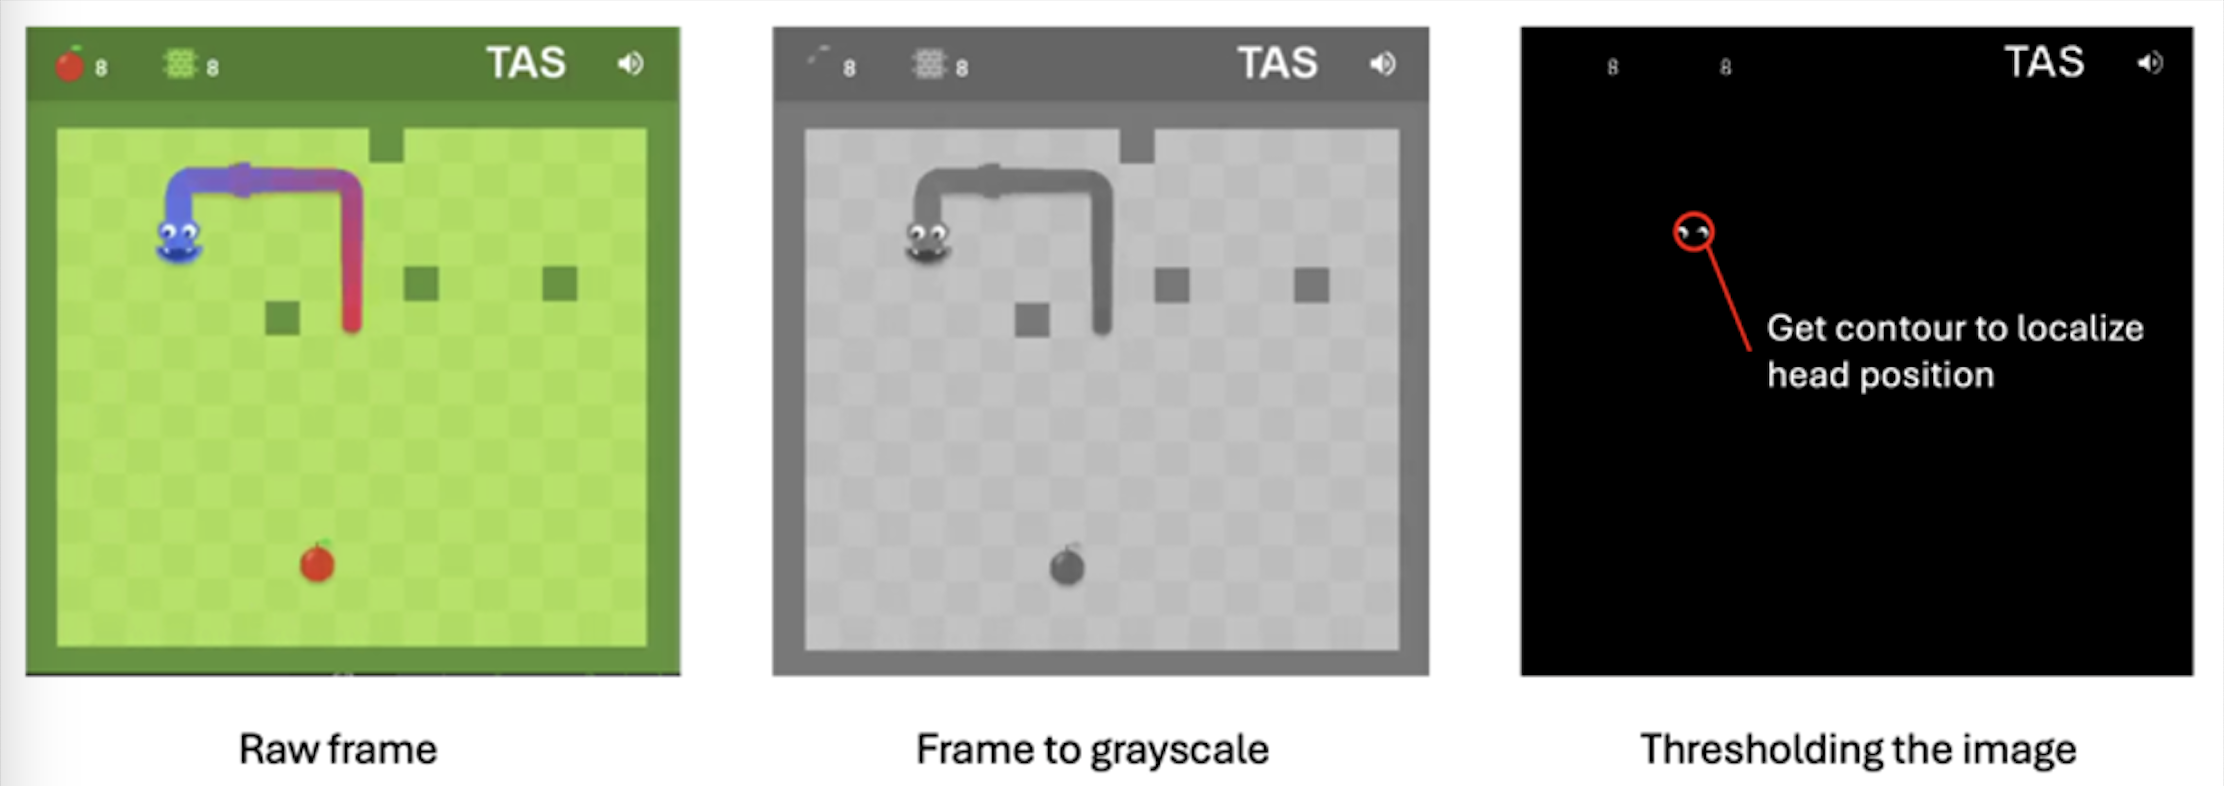 8 8 TAS
8 8 TAS
8 8 TAS
Get contour to localize
head position
Raw frame
Frame to grayscale
Thresholding the image